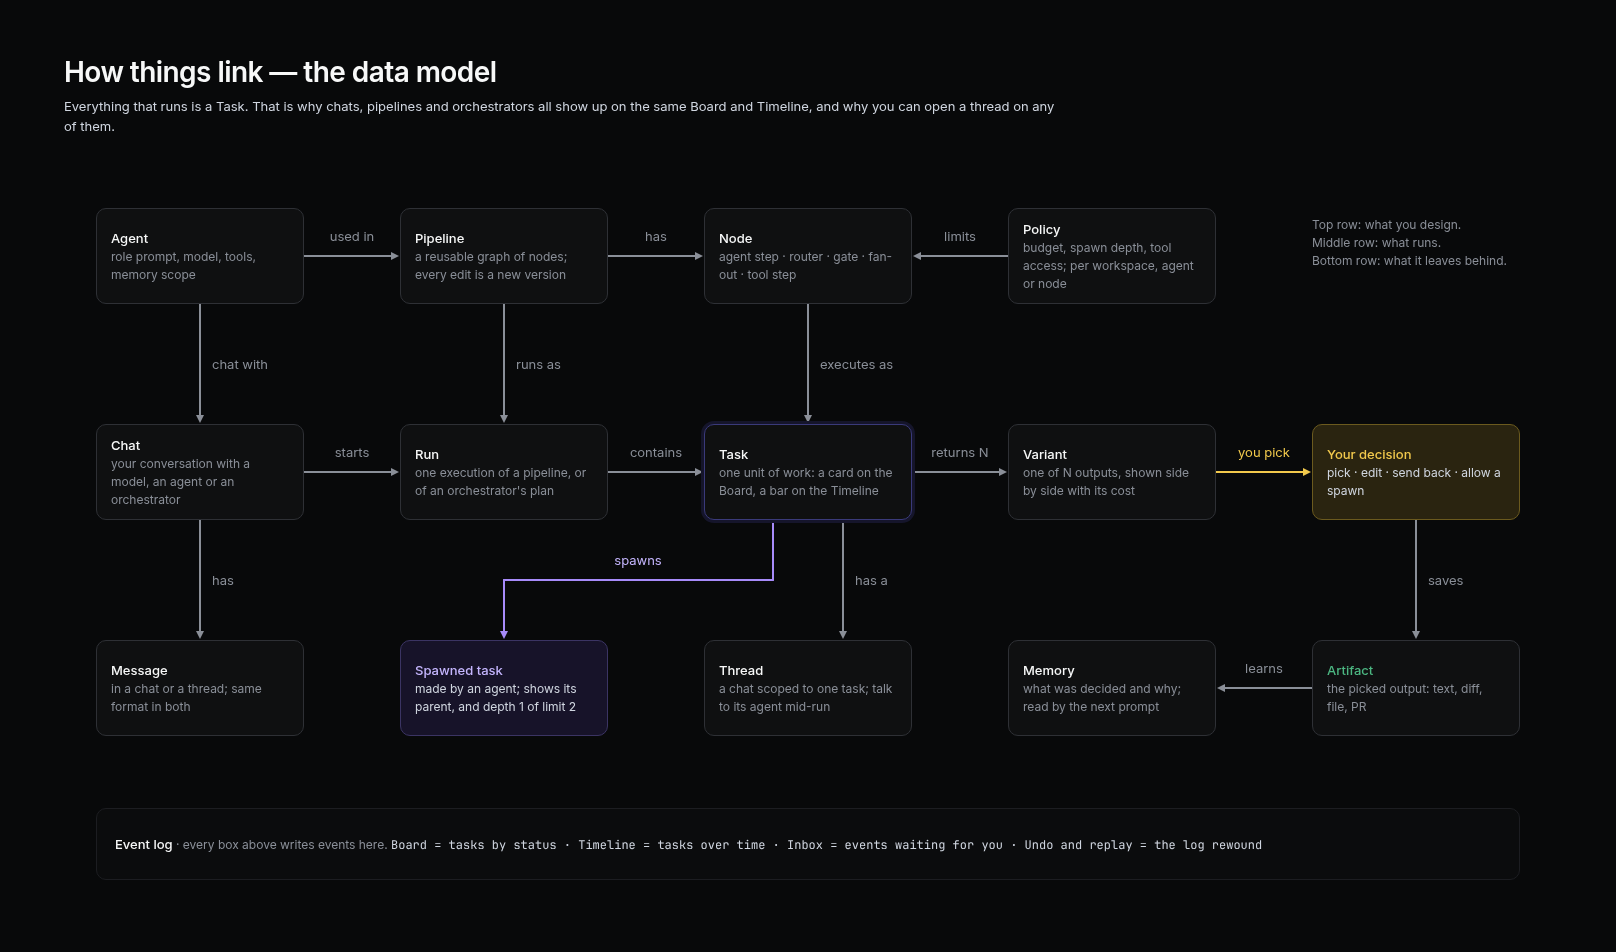 How things link — the data model
Everything that runs is a Task. That is why chats, pipelines and orchestrators all show up on the same Board and Timeline, and why you can open a thread on any
of them.
Agent
role prompt, model, tools,
memory scope
used in
Pipeline
a reusable graph of nodes;
every edit is a new version
has
Node
agent step · router · gate · fan-
out · tool step
limits
Policy
budget, spawn depth, tool
access; per workspace, agent
or node
Top row: what you design.
Middle row: what runs.
Bottom row: what it leaves behind.
chat with
runs as
executes as
Chat
your conversation with a
model, an agent or an
orchestrator
starts
Run
one execution of a pipeline, or
of an orchestrator's plan
contains
Task
one unit of work: a card on the
Board, a bar on the Timeline
returns N
Variant
one of N outputs, shown side
by side with its cost
you pick
Your decision
pick · edit · send back · allow a
spawn
has
spawns
has a
saves
Message
in a chat or a thread; same
format in both
Spawned task
made by an agent; shows its
parent, and depth 1 of limit 2
Thread
a chat scoped to one task; talk
to its agent mid-run
Memory
what was decided and why;
read by the next prompt
learns
Artifact
the picked output: text, diff,
file, PR
Event log · every box above writes events here. Board = tasks by status · Timeline = tasks over time · Inbox = events waiting for you · Undo and replay = the log rewound